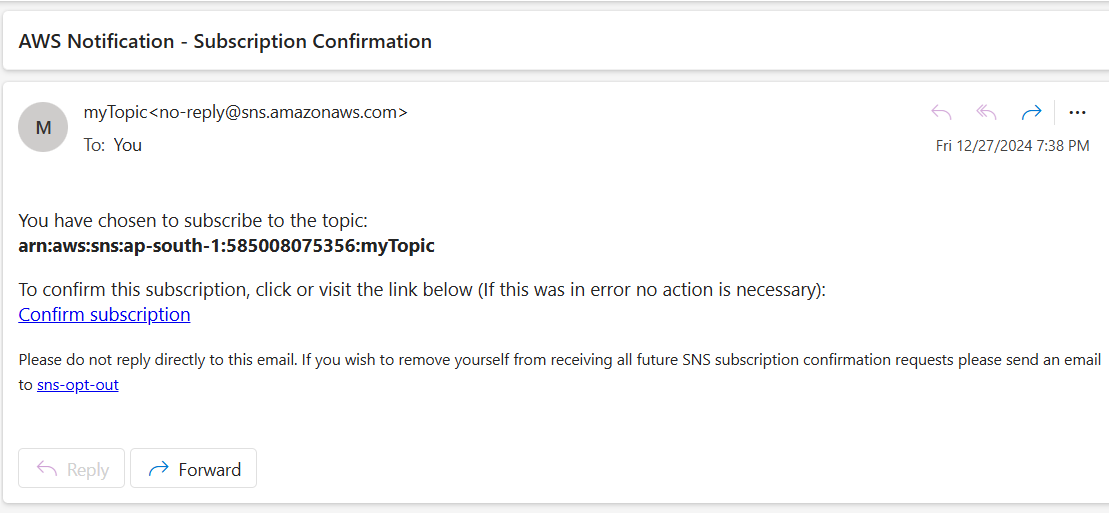 AWS Notification - Subscription Confirmation
M
myTopic<no-reply@sns.amazonaws.com>
To: You
Fri 12/27/2024 7:38 PM
You have chosen to subscribe to the topic:
arn:aws:sns:ap-south-1:585008075356:myTopic
To confirm this subscription, click or visit the link below (If this was in error no action is necessary):
Confirm subscription
Please do not reply directly to this email. If you wish to remove yourself from receiving all future SNS subscription confirmation requests please send an email
to sns-opt-out
Reply
Forward